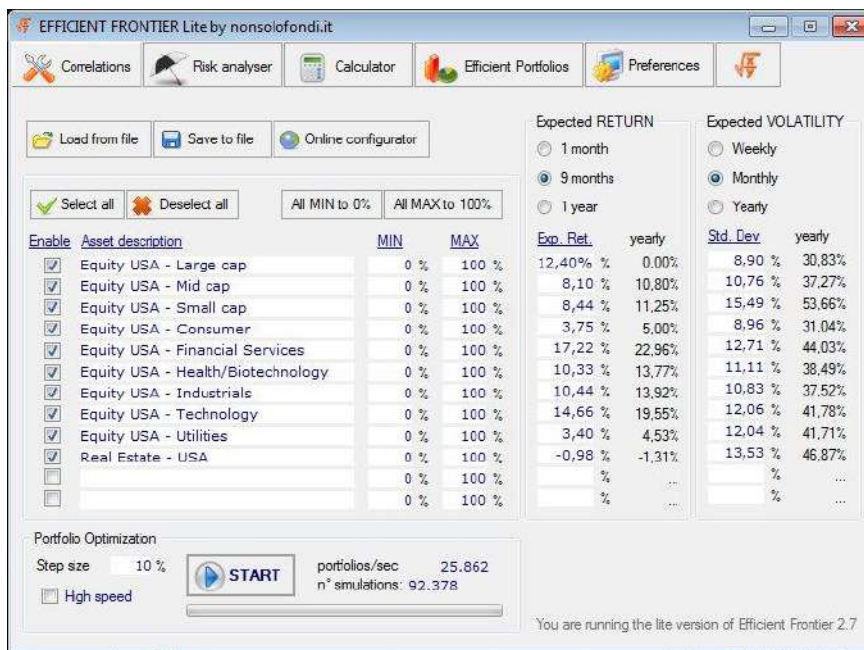 EFFICIENT FRONTIER Lite by nonsolofondi.it
Correlations Risk analyser Calculator Efficient Portfolios Preferences
Load from file Save to file Online configurator
Expected RETURN
1 month
9 months
1 year
Expected VOLATILITY
Weekly
Monthly
Yearly
Select all Deselect all All MIN to 0% All MAX to 100%
Enable Asset description MIN MAX Exp. Ret. yearly Std. Dev yearly
Equity USA - Large cap 0 % 100 % 12,40% % 0.00% 8,90 % 30,83%
Equity USA - Mid cap 0 % 100 % 8,10 % 10,80% 10,76 % 37,27%
Equity USA - Small cap 0 % 100 % 8,44 % 11,25% 15,49 % 53,66%
Equity USA - Consumer 0 % 100 % 3,75 % 5,00% 8,96 % 31.04%
Equity USA - Financial Services 0 % 100 % 17,22 % 22,96% 12,71 % 44,03%
Equity USA - Health/Biotechnology 0 % 100 % 10,33 % 13,77% 11,11 % 38,49%
Equity USA - Industrials 0 % 100 % 10,44 % 13,92% 10,83 % 37.52%
Equity USA - Technology 0 % 100 % 14,66 % 19,55% 12,06 % 41,78%
Equity USA - Utilities 0 % 100 % 3,40 % 4,53% 12,04 % 41,71%
Real Estate - USA 0 % 100 % -0,98 % -1,31% 13,53 % 46,87%
0 % 100 % % ... % ...
0 % 100 % % ... % ...
Portfolio Optimization
Step size 10 %
High speed
START
portfolios/sec 25.862
n° simulations: 92.378
You are running the lite version of Efficient Frontier 2.7